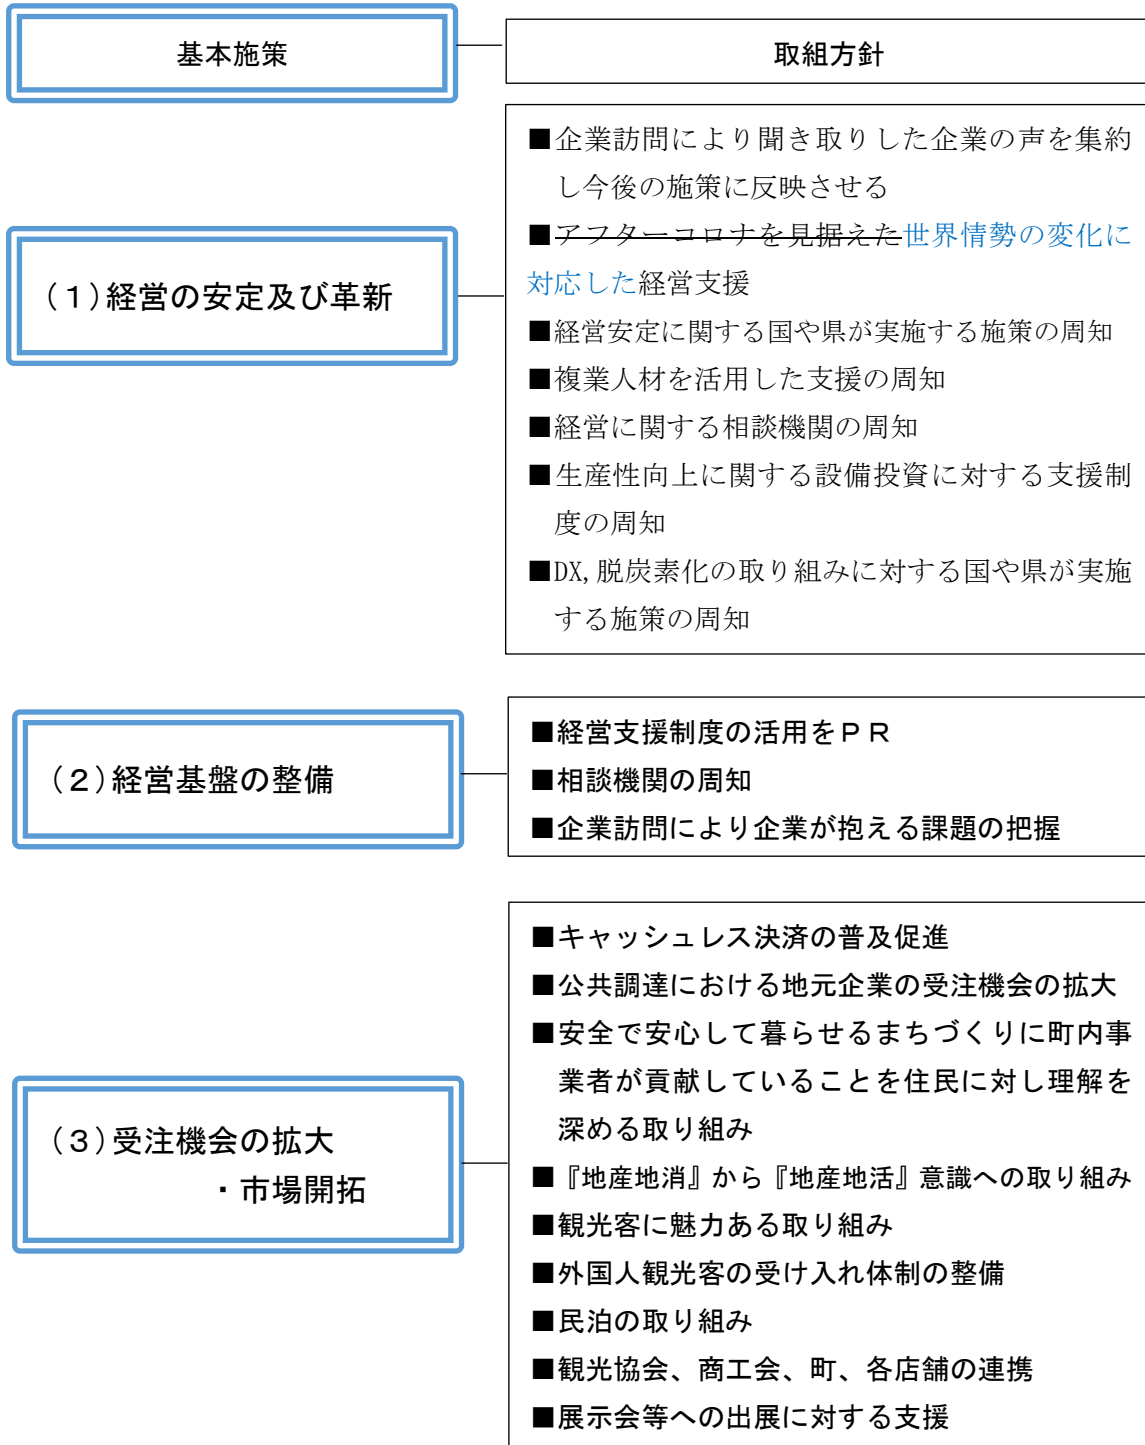 基本施策
取組方針
（１）経営の安定及び革新
■企業訪問により聞き取りした企業の声を集約
し今後の施策に反映させる
■アフターコロナを見据えた世界情勢の変化に
対応した経営支援
■経営安定に関する国や県が実施する施策の周知
■複業人材を活用した支援の周知
■経営に関する相談機関の周知
■生産性向上に関する設備投資に対する支援制
度の周知
■DX,脱炭素化の取り組みに対する国や県が実施
する施策の周知
（２）経営基盤の整備
■経営支援制度の活用をＰＲ
■相談機関の周知
■企業訪問により企業が抱える課題の把握
（３）受注機会の拡大
・市場開拓
■キャッシュレス決済の普及促進
■公共調達における地元企業の受注機会の拡大
■安全で安心して暮らせるまちづくりに町内事
業者が貢献していることを住民に対し理解を
深める取り組み
■『地産地消』から『地産地活』意識への取り組み
■観光客に魅力ある取り組み
■外国人観光客の受け入れ体制の整備
■民泊の取り組み
■観光協会、商工会、町、各店舗の連携
■展示会等への出展に対する支援